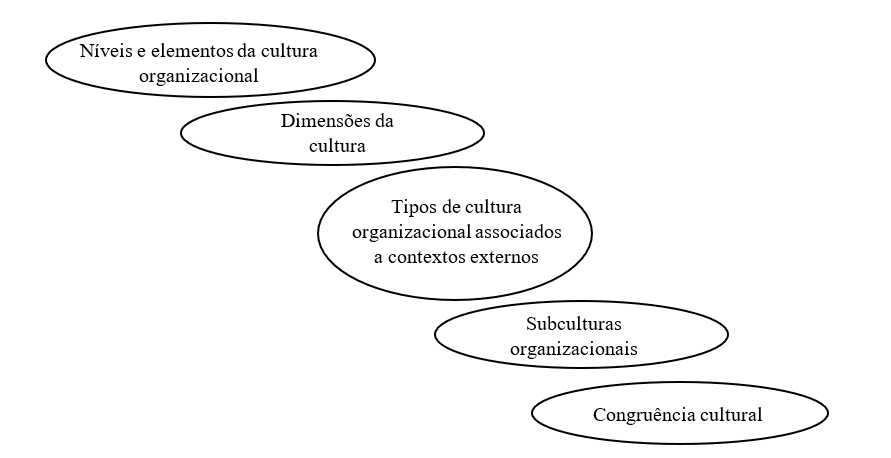 Níveis e elementos da cultura
organizacional
Dimensões da
cultura
Tipos de cultura
organizacional associados
a contextos externos
Subculturas
organizacionais
Congruência cultural